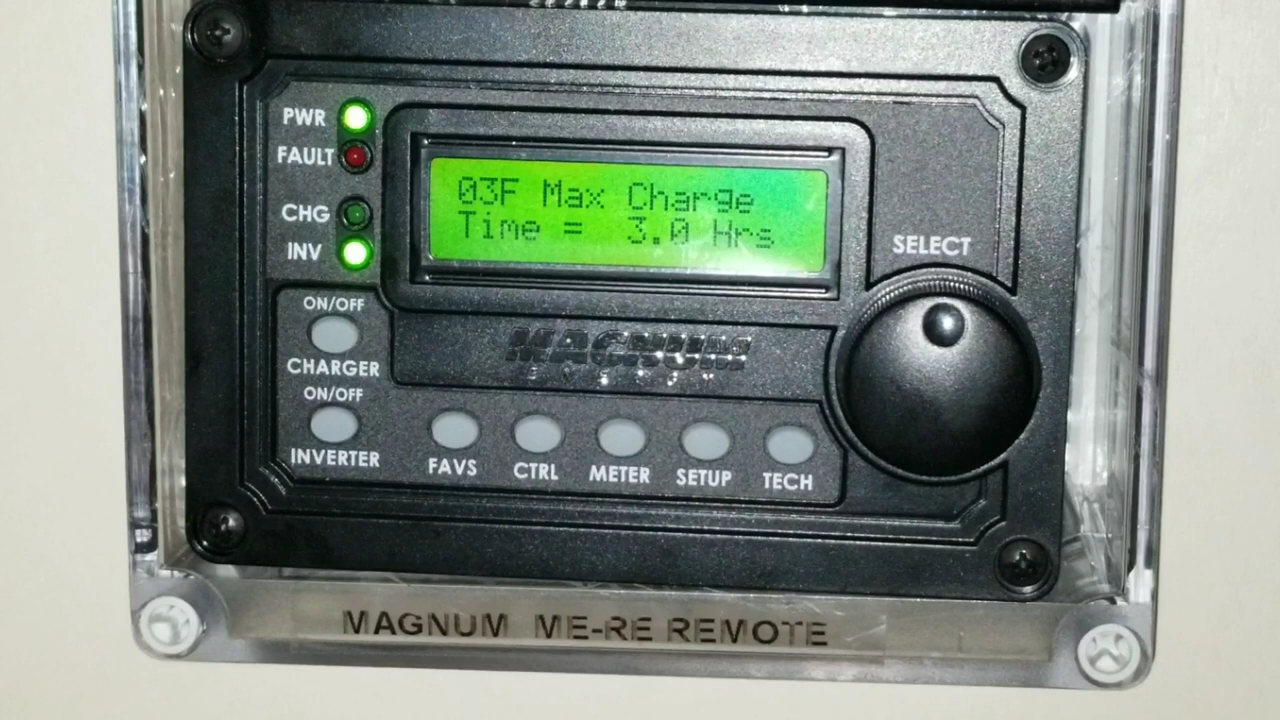 PWR
FAULT
CHG
INV
03F Max Charge
Time = 3.0 Hrs
SELECT
ON/OFF
CHARGER
ON/OFF
INVERTER
MAGNUM
FAVS
CTRL
METER
SETUP
TECH
MAGNUM ME-RE REMOTE